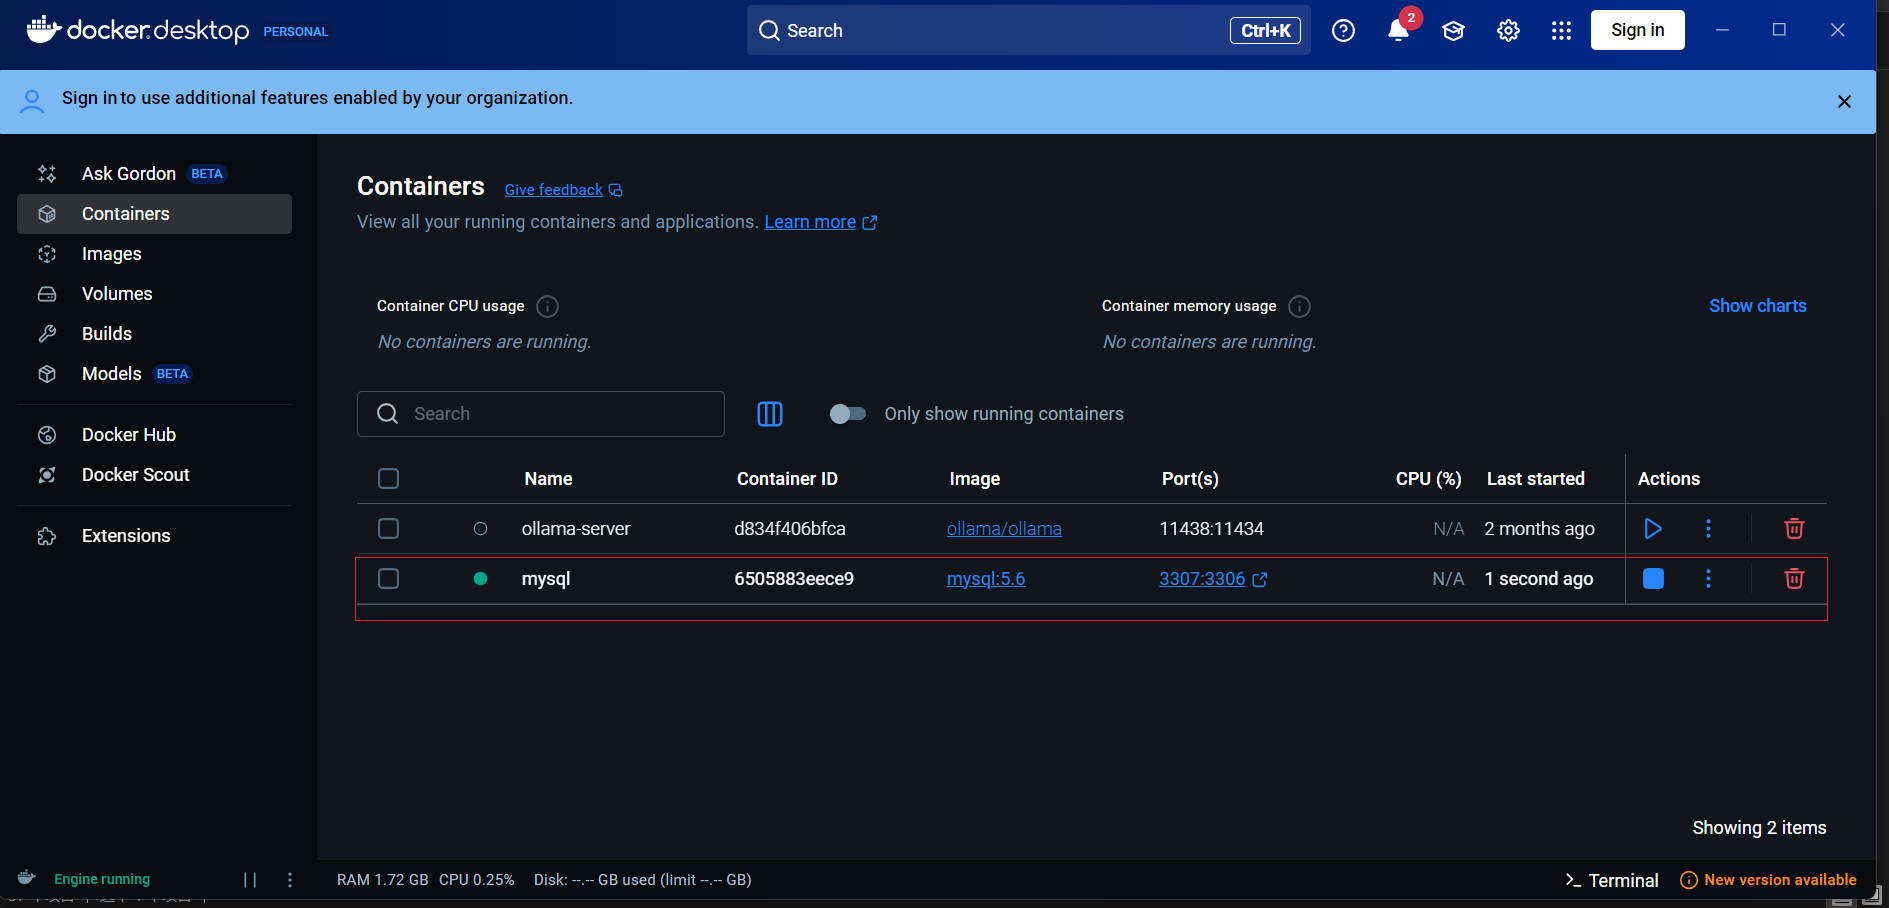 docker.desktop PERSONAL
Search
Ctrl+K
2
Sign in
Sign in to use additional features enabled by your organization.
Ask Gordon BETA
Containers
Images
Volumes
Builds
Models BETA
Docker Hub
Docker Scout
Extensions
Containers Give feedback
View all your running containers and applications. Learn more
Container CPU usage
No containers are running.
Container memory usage
No containers are running.
Show charts
Search
Only show running containers
Name Container ID Image Port(s) CPU (%) Last started Actions
ollama-server d834f406bfca ollama/ollama 11438:11434 N/A 2 months ago
mysql 6505883eece9 mysql:5.6 3307:3306 N/A 1 second ago
Showing 2 items
Engine running
RAM 1.72 GB CPU 0.25% Disk: --.-- GB used (limit --.-- GB)
>_ Terminal
New version available